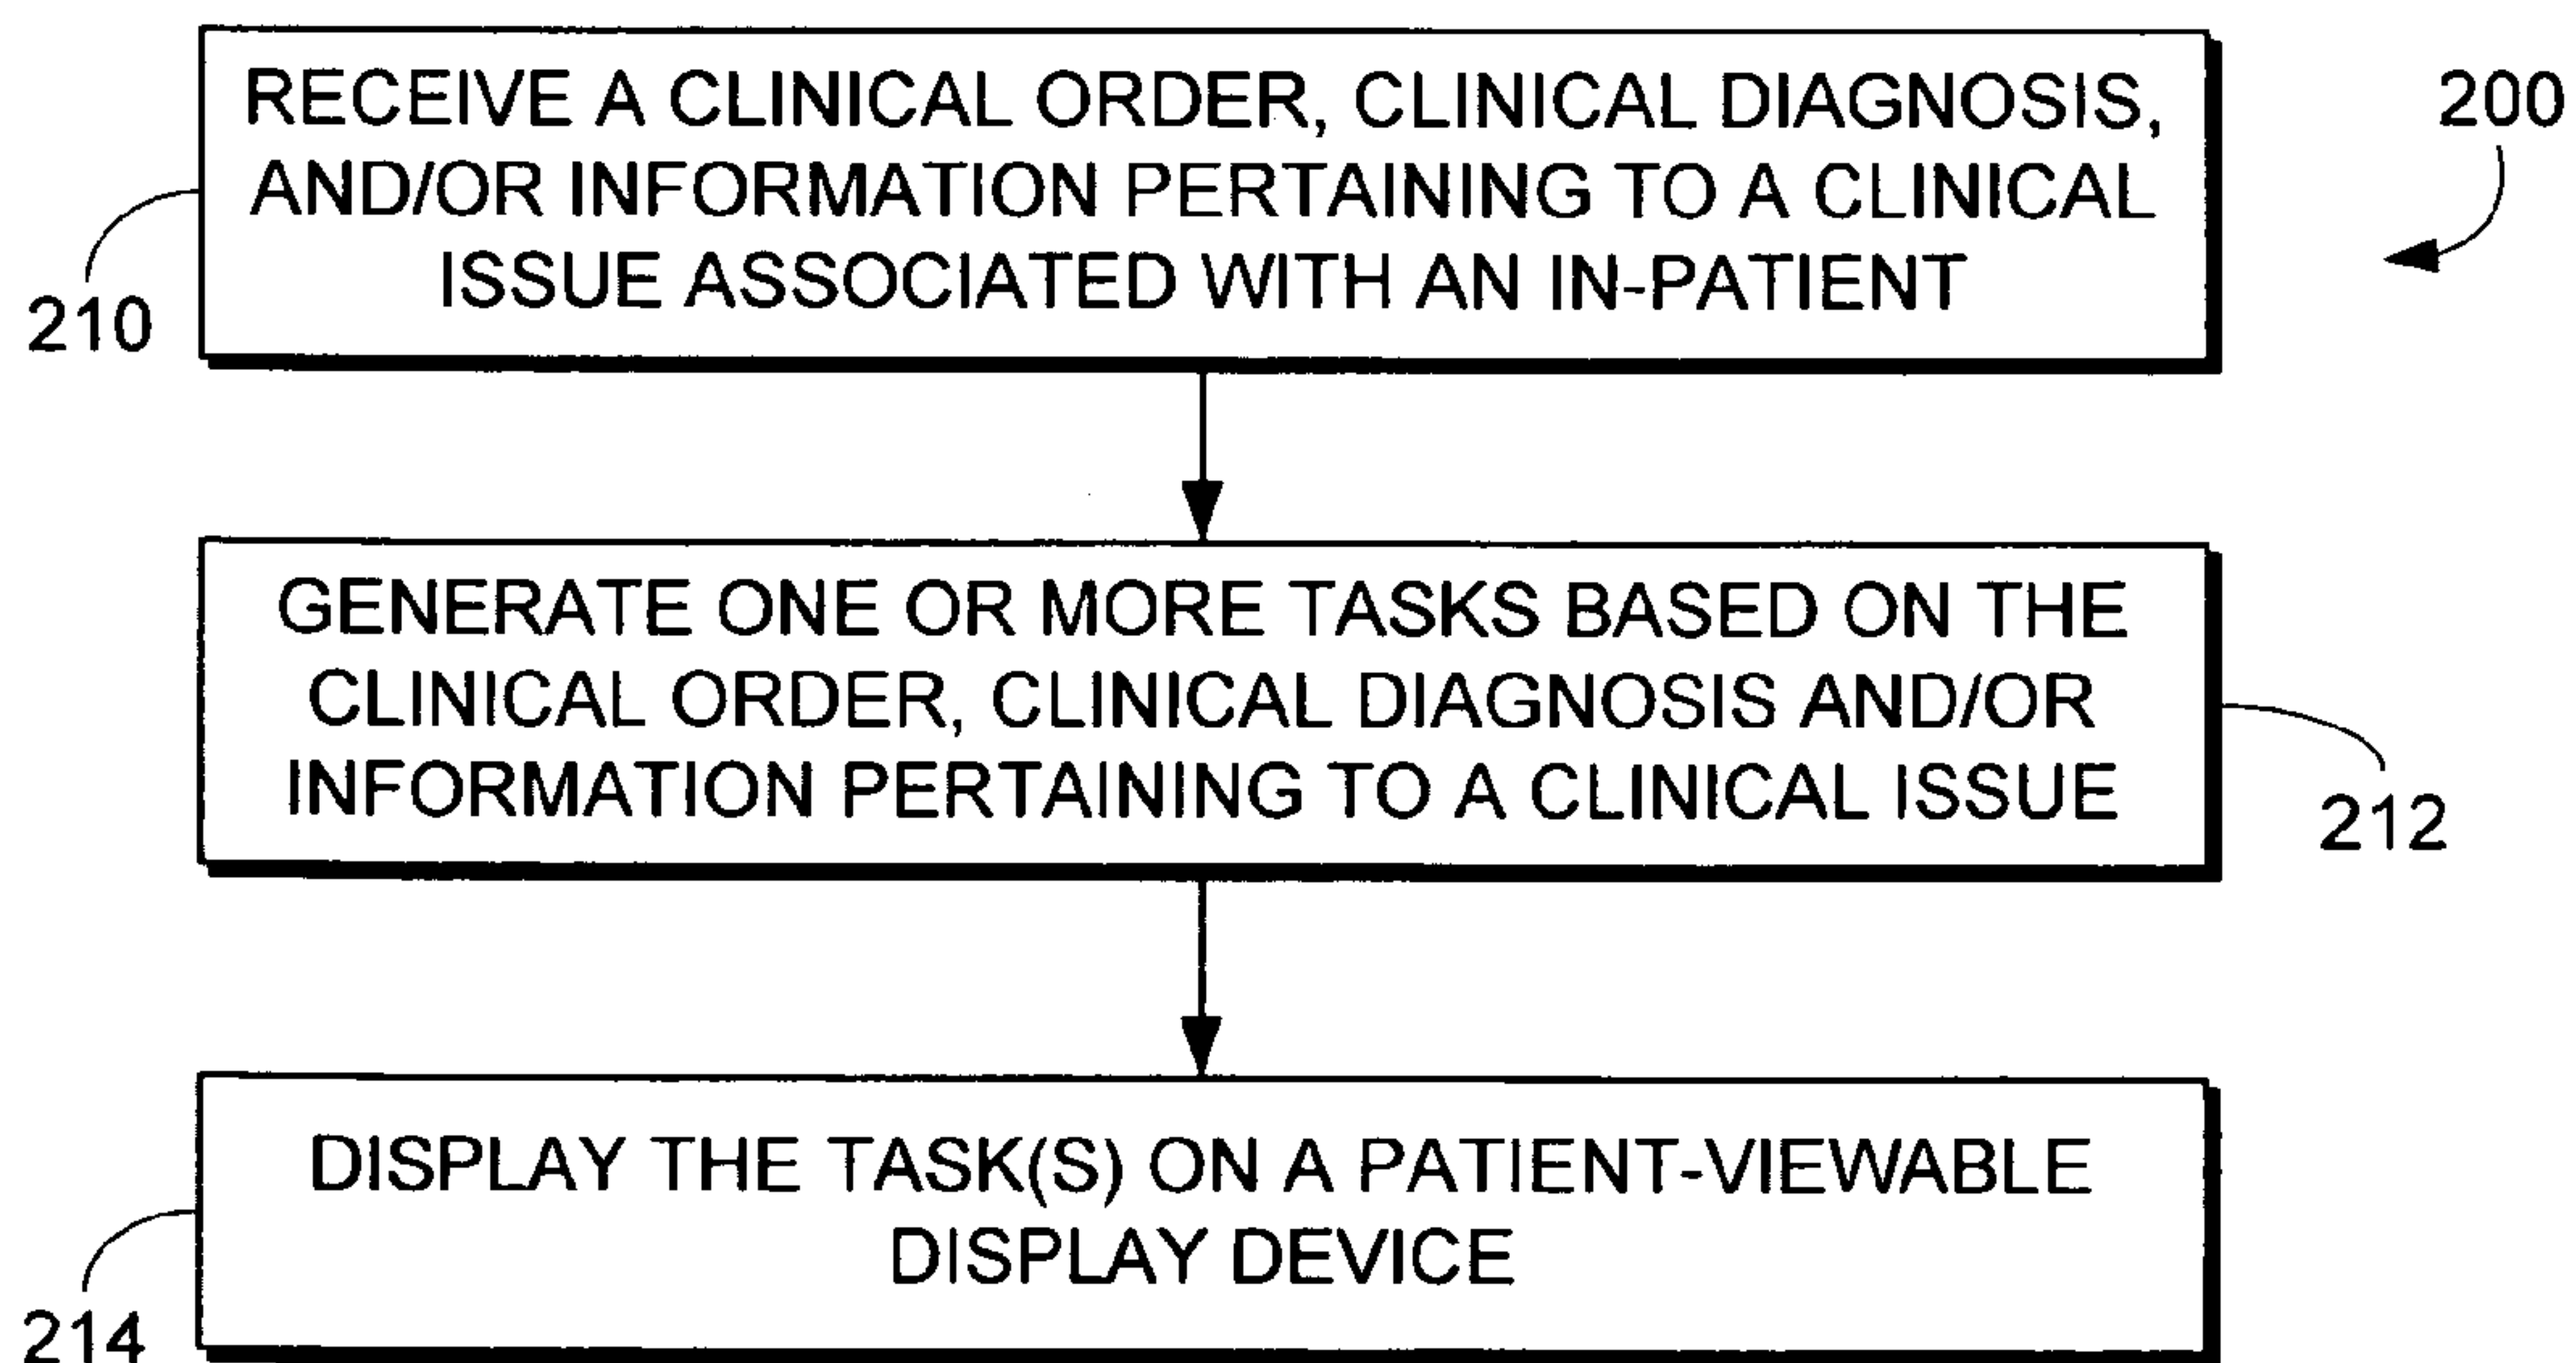 RECEIVE A CLINICAL ORDER, CLINICAL DIAGNOSIS,
AND/OR INFORMATION PERTAINING TO A CLINICAL
ISSUE ASSOCIATED WITH AN IN-PATIENT
200
210
GENERATE ONE OR MORE TASKS BASED ON THE
CLINICAL ORDER, CLINICAL DIAGNOSIS AND/OR
INFORMATION PERTAINING TO A CLINICAL ISSUE
212
DISPLAY THE TASK(S) ON A PATIENT-VIEWABLE
DISPLAY DEVICE
214